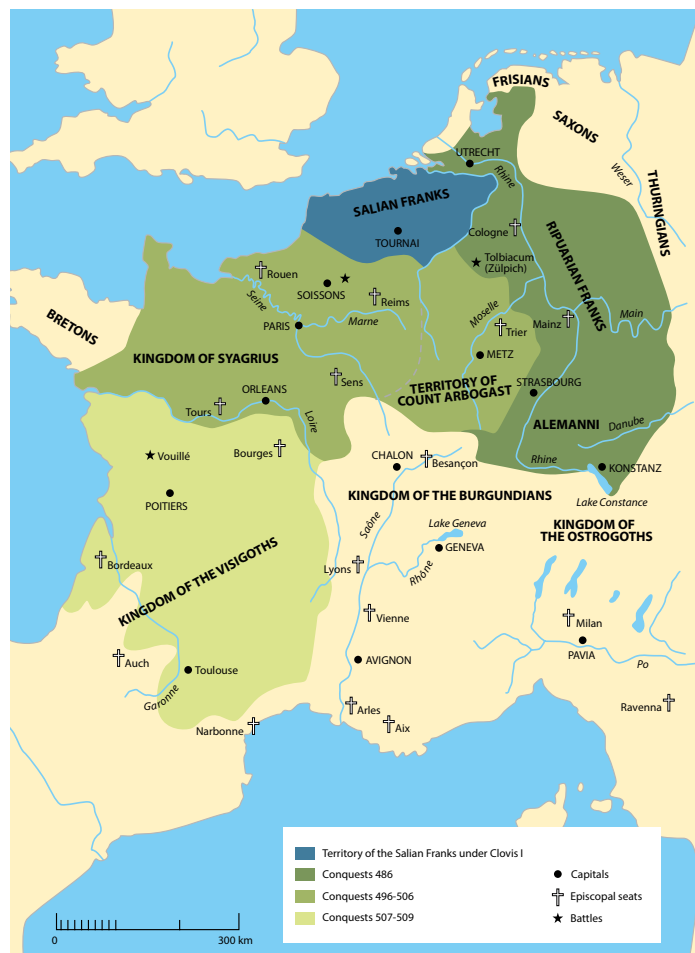 FRISIANS
SAXONS
UTRECHT
Rhine
Weser
THURINGIANS
SALIAN FRANKS
TOURNAI
Cologne
RIPUARIAN FRANKS
Tolbiacum
(Zülpich)
Rouen
SOISSONS
Reims
Seine
Moselle
Mainz
Main
BRETONS
PARIS
Marne
Trier
KINGDOM OF SYAGRIUS
METZ
Sens
TERRITORY OF
COUNT ARBOGAST
STRASBOURG
ORLEANS
Tours
Loire
ALEMANNI
Danube
Vouillé
Bourges
CHALON
Besançon
Rhine
KONSTANZ
POITIERS
KINGDOM OF THE BURGUNDIANS
Lake Constance
Saône
Lake Geneva
KINGDOM OF
THE OSTROGOTHS
GENEVA
Bordeaux
KINGDOM OF THE VISIGOTHS
Lyons
Rhône
Vienne
Milan
Auch
Toulouse
AVIGNON
PAVIA
Po
Garonne
Narbonne
Arles
Aix
Ravenna
Territory of the Salian Franks under Clovis I
Conquests 486
Conquests 496-506
Conquests 507-509
Capitals
Episcopal seats
Battles
0
300 km